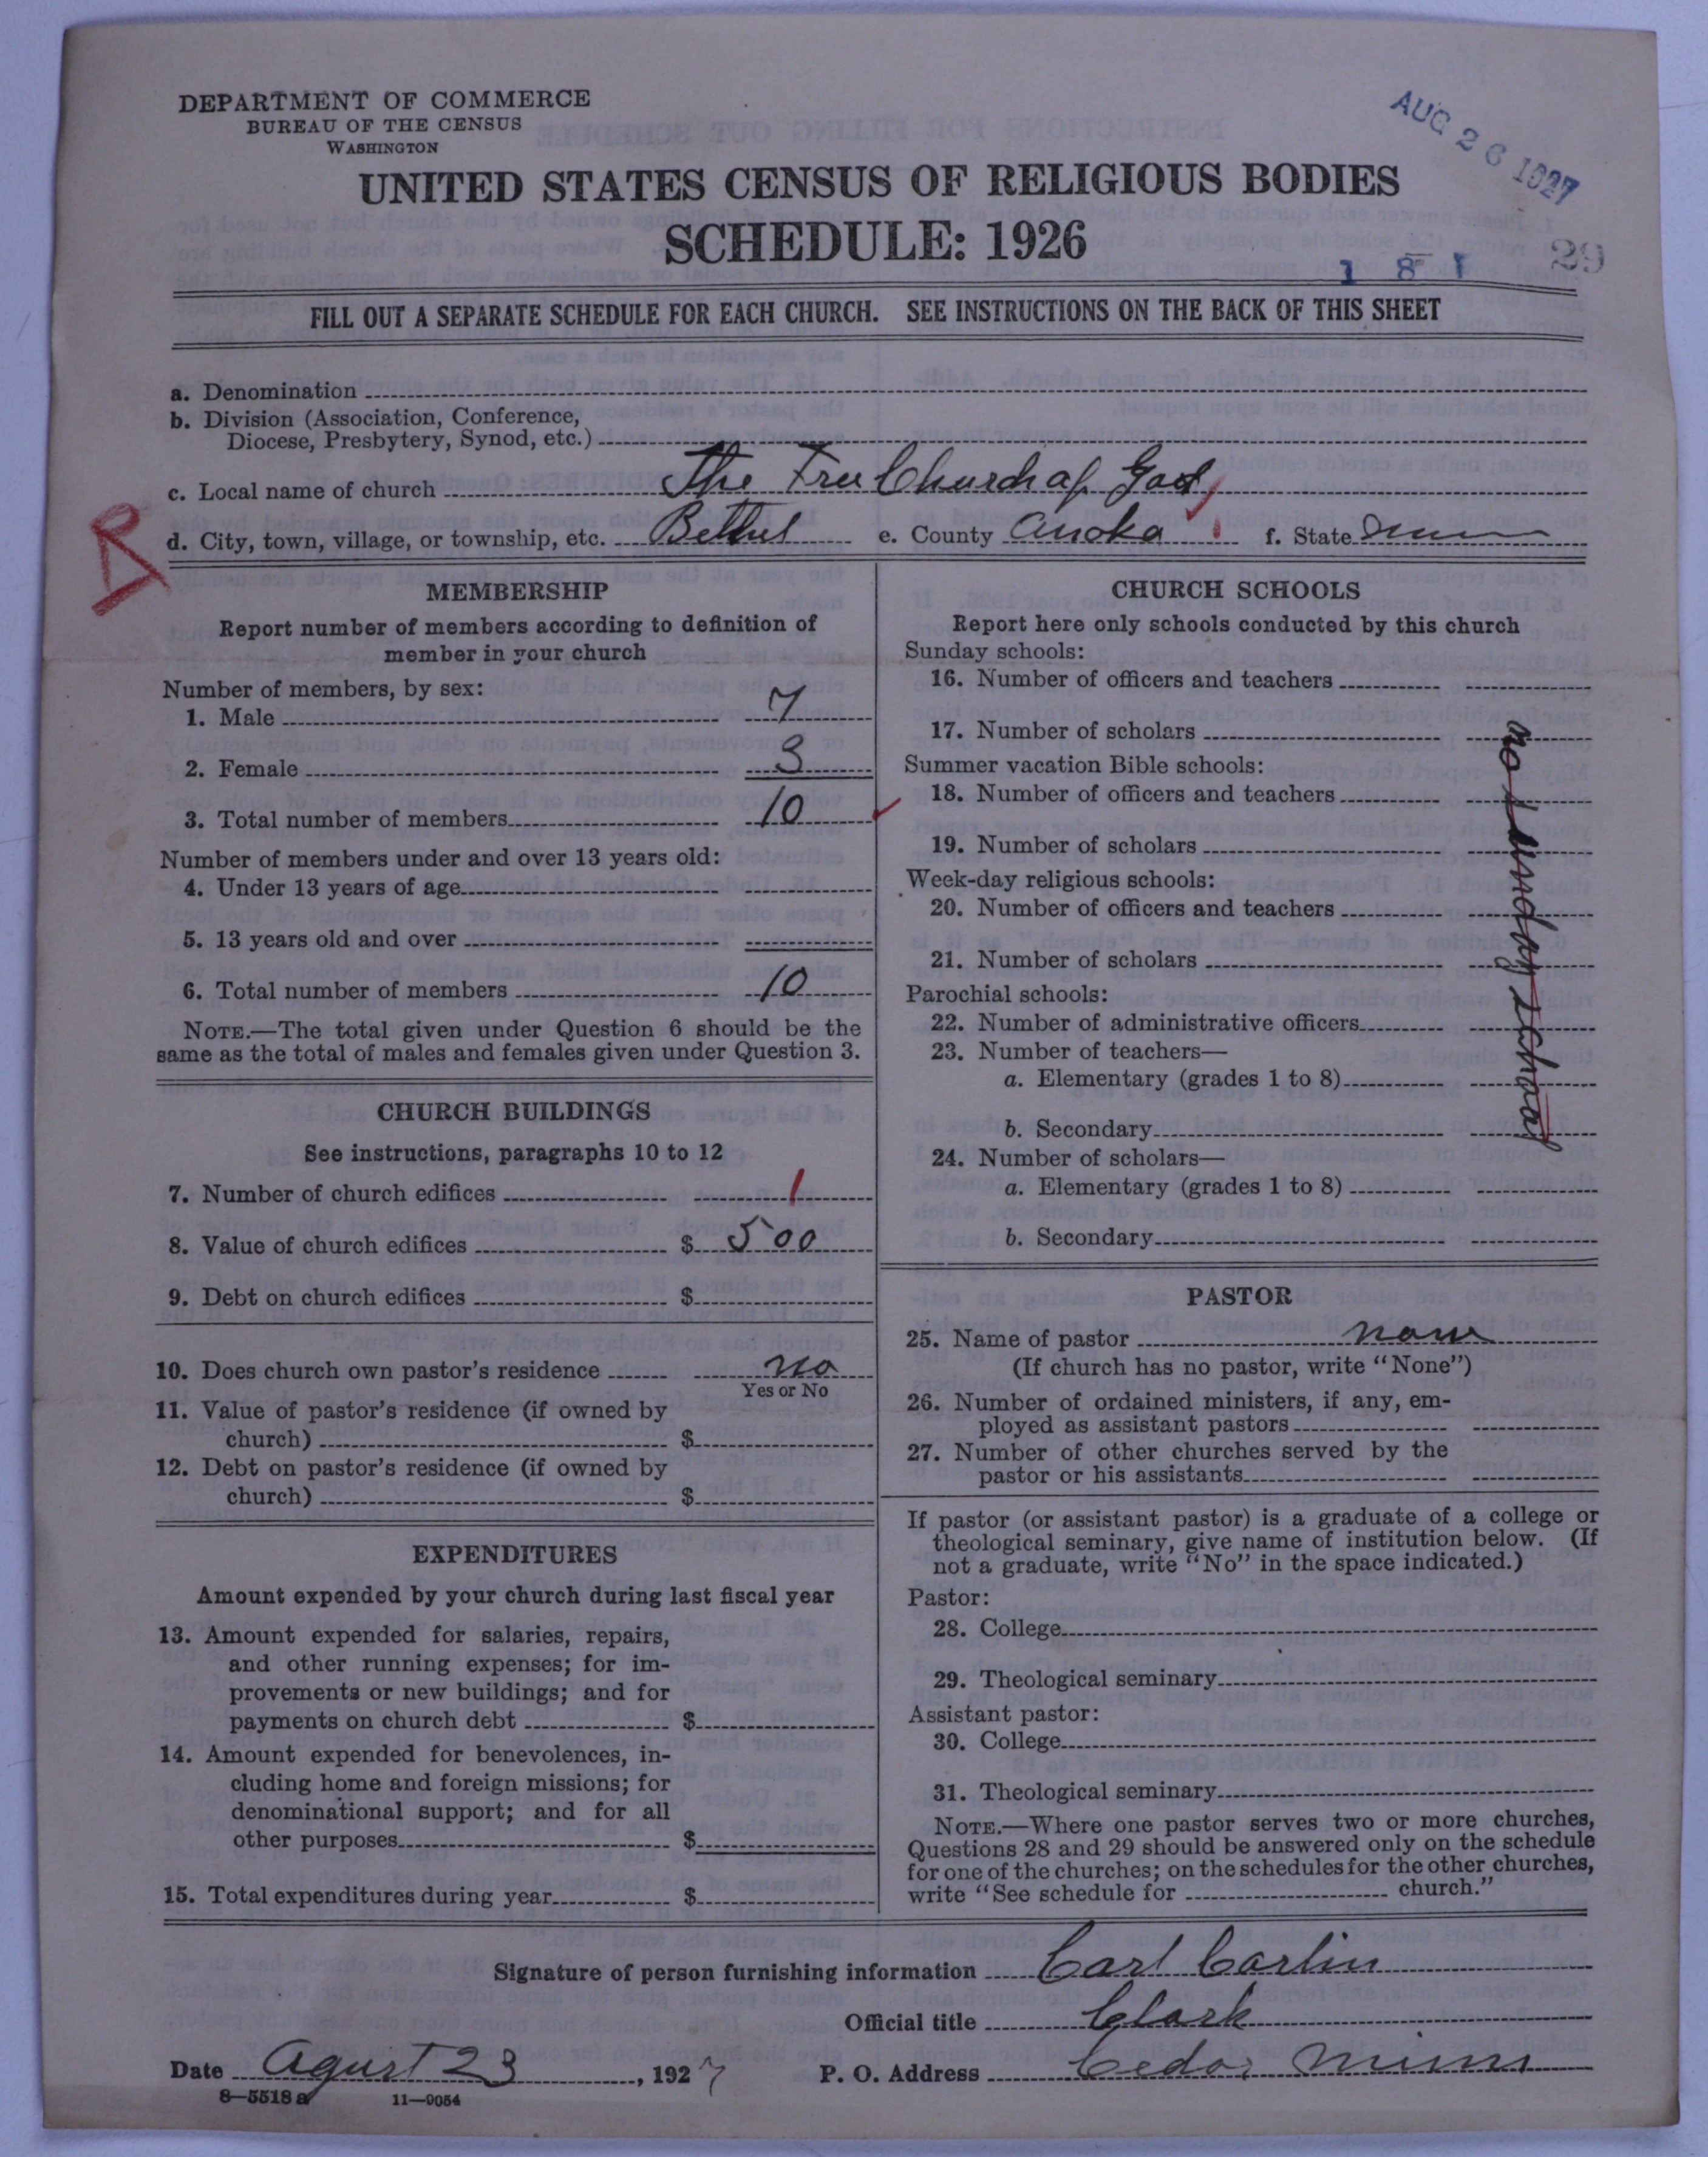 DEPARTMENT OF COMMERCE
BUREAU OF THE CENSUS
WASHINGTON
AUG 26 1927
UNITED STATES CENSUS OF RELIGIOUS BODIES
SCHEDULE: 1926
29
FILL OUT A SEPARATE SCHEDULE FOR EACH CHURCH. SEE INSTRUCTIONS ON THE BACK OF THIS SHEET
a. Denomination
b. Division (Association, Conference,
Diocese, Presbytery, Synod, etc.)
c. Local name of church The Free Church of God
B
d. City, town, village, or township, etc. Bethel e. County Anoka f. State
MEMBERSHIP
Report number of members according to definition of
member in your church
Number of members, by sex:
1. Male 7
2. Female 3
3. Total number of members 10
Number of members under and over 13 years old:
4. Under 13 years of age
5. 13 years old and over
6. Total number of members 10
NOTE.—The total given under Question 6 should be the
same as the total of males and females given under Question 3.
CHURCH BUILDINGS
See instructions, paragraphs 10 to 12
7. Number of church edifices 1
8. Value of church edifices $ 500
9. Debt on church edifices $
10. Does church own pastor's residence no
Yes or No
11. Value of pastor's residence (if owned by
church) $
12. Debt on pastor's residence (if owned by
church) $
EXPENDITURES
Amount expended by your church during last fiscal year
13. Amount expended for salaries, repairs,
and other running expenses; for im-
provements or new buildings; and for
payments on church debt $
14. Amount expended for benevolences, in-
cluding home and foreign missions; for
denominational support; and for all
other purposes $
15. Total expenditures during year $
CHURCH SCHOOLS
Report here only schools conducted by this church
Sunday schools:
16. Number of officers and teachers
17. Number of scholars
Summer vacation Bible schools:
18. Number of officers and teachers
19. Number of scholars
Week-day religious schools:
20. Number of officers and teachers
21. Number of scholars
Parochial schools:
22. Number of administrative officers
23. Number of teachers—
a. Elementary (grades 1 to 8)
b. Secondary
24. Number of scholars—
a. Elementary (grades 1 to 8)
b. Secondary
no Sunday School
PASTOR
25. Name of pastor none
(If church has no pastor, write "None")
26. Number of ordained ministers, if any, em-
ployed as assistant pastors
27. Number of other churches served by the
pastor or his assistants
If pastor (or assistant pastor) is a graduate of a college or
theological seminary, give name of institution below. (If
not a graduate, write "No" in the space indicated.)
Pastor:
28. College
29. Theological seminary
Assistant pastor:
30. College
31. Theological seminary
NOTE.—Where one pastor serves two or more churches,
Questions 28 and 29 should be answered only on the schedule
for one of the churches; on the schedules for the other churches,
write "See schedule for church."
Signature of person furnishing information Carl Carlin
Official title Clark
Date Agust 23, 1927 P. O. Address Cedar Minn
8—5518a 11—9054